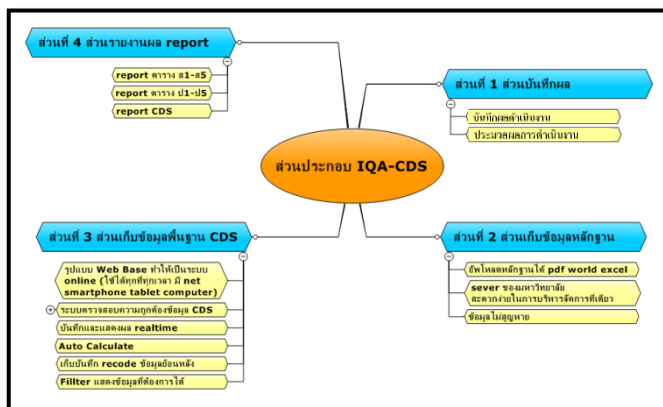 ส่วนที่ 4 ส่วนรายงานผล report
report ตาราง ส1-ส5
report ตาราง ป1-ป5
report CDS
ส่วนที่ 1 ส่วนบันทึกผล
บันทึกผลดำเนินงาน
ประมวลผลการดำเนินงาน
ส่วนประกอบ IQA-CDS
ส่วนที่ 3 ส่วนเก็บข้อมูลพื้นฐาน CDS
รูปแบบ Web Base ทำให้เป็นระบบ
online (ใช้ได้ทุกที่ทุกเวลา มี net
smartphone tablet computer)
ระบบตรวจสอบความถูกต้องข้อมูล CDS
บันทึกและแสดงผล realtime
Auto Calculate
เก็บบันทึก recode ข้อมูลย้อนหลัง
Fillter แสดงข้อมูลที่ต้องการได้
ส่วนที่ 2 ส่วนเก็บข้อมูลหลักฐาน
อัพโหลดหลักฐานได้ pdf world excel
sever ของมหาวิทยาลัย
สะดวกง่ายในการบริหารจัดการที่เดียว
ข้อมูลไม่สูญหาย